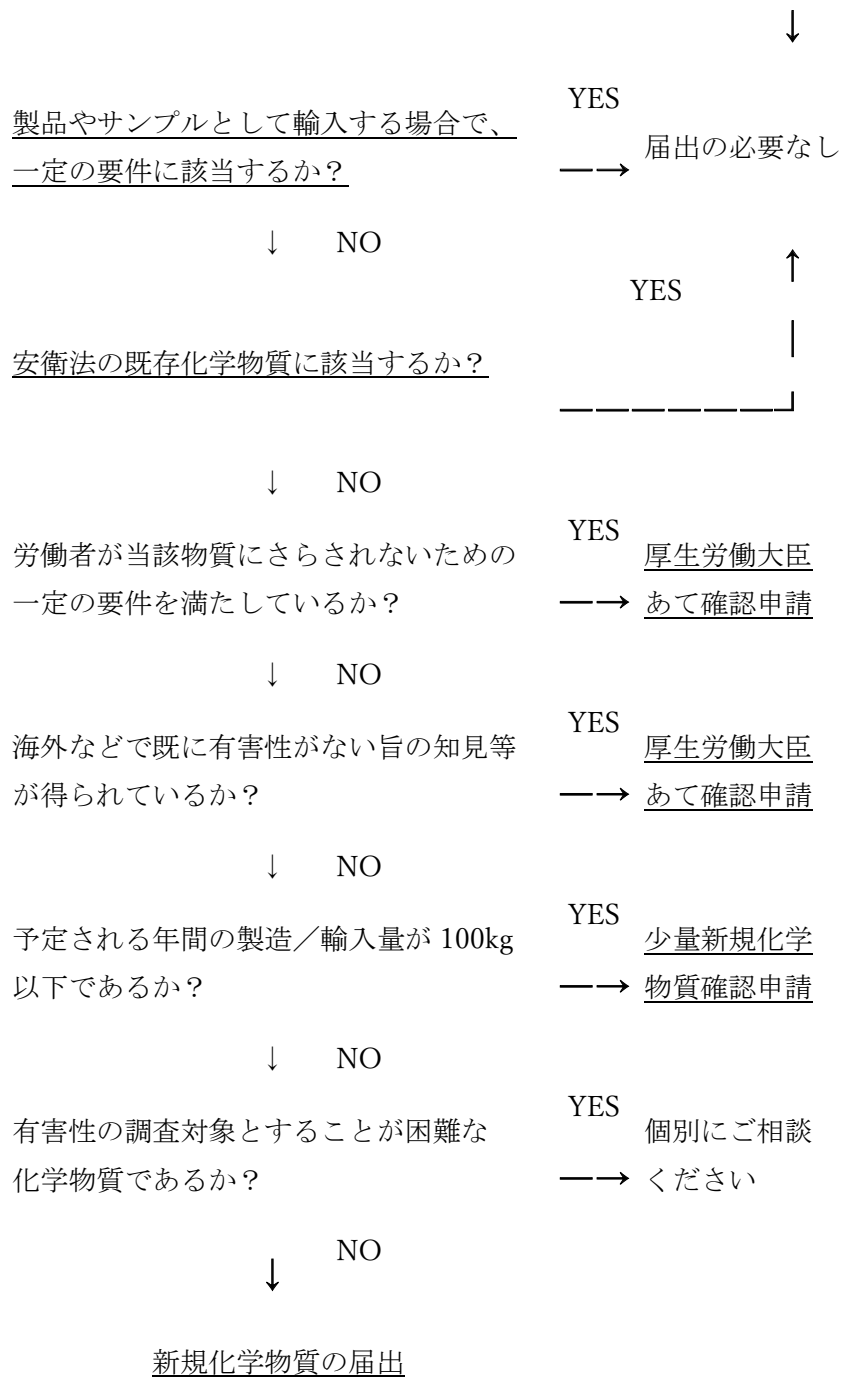 ↓
製品やサンプルとして輸入する場合で、
一定の要件に該当するか?
YES
――→
届出の必要なし
↓ NO
↑
YES
安衛法の既存化学物質に該当するか?
↓ NO
労働者が当該物質にさらされないための
一定の要件を満たしているか?
YES
――→
厚生労働大臣
あて確認申請
↓ NO
海外などで既に有害性がない旨の知見等
が得られているか?
YES
――→
厚生労働大臣
あて確認申請
↓ NO
予定される年間の製造/輸入量が 100kg
以下であるか?
YES
――→
少量新規化学
物質確認申請
↓ NO
有害性の調査対象とすることが困難な
化学物質であるか?
YES
――→
個別にご相談
ください
↓ NO
新規化学物質の届出